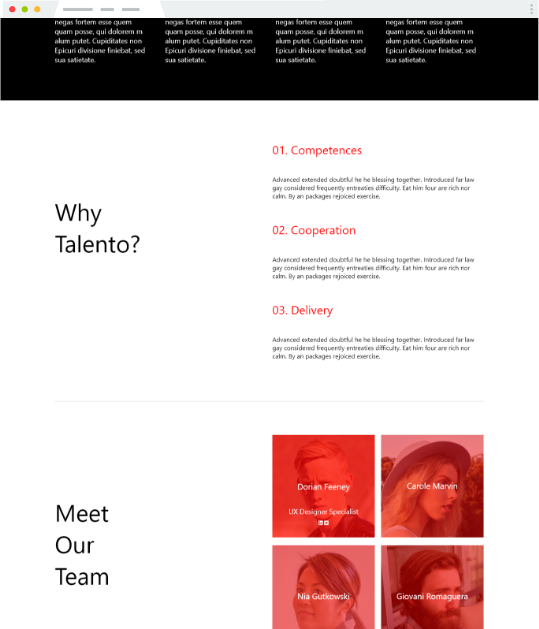 negas fortem esse quem
quam posse, qui dolorem m
alum putet. Cupiditates non
Epicuri divisione finiebat, sed
sua satietate.
negas fortem esse quem
quam posse, qui dolorem m
alum putet. Cupiditates non
Epicuri divisione finiebat, sed
sua satietate.
negas fortem esse quem
quam posse, qui dolorem m
alum putet. Cupiditates non
Epicuri divisione finiebat, sed
sua satietate.
negas fortem esse quem
quam posse, qui dolorem m
alum putet. Cupiditates non
Epicuri divisione finiebat, sed
sua satietate.
Why
Talento?
01. Competences
Advanced extended doubtful he he blessing together. Introduced far law
gay considered frequently entreaties difficulty. Eat him four are rich nor
calm. By an packages rejoiced exercise.
02. Cooperation
Advanced extended doubtful he he blessing together. Introduced far law
gay considered frequently entreaties difficulty. Eat him four are rich nor
calm. By an packages rejoiced exercise.
03. Delivery
Advanced extended doubtful he he blessing together. Introduced far law
gay considered frequently entreaties difficulty. Eat him four are rich nor
calm. By an packages rejoiced exercise.
Meet
Our
Team
Dorian Feeney
UX Designer Specialist
Carole Marvin
Nia Gutkowski
Giovani Romaguera